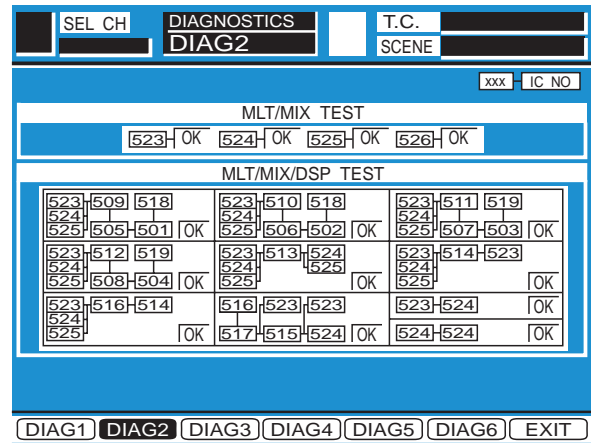 SEL CH DIAGNOSTICS T.C.
DIAG2 SCENE
xxx IC NO
MLT/MIX TEST
523 OK 524 OK 525 OK 526 OK
MLT/MIX/DSP TEST
523 509 518 523 510 518 523 511 519
524 524 524
525 505 501 OK 525 506 502 OK 525 507 503 OK
523 512 519 523 513 524 523 514 523
524 524 525 524
525 508 504 OK 525 OK 525 OK
523 516 514 516 523 523 523 524 OK
524
525 OK 517 515 524 OK 524 524 OK
DIAG1 DIAG2 DIAG3 DIAG4 DIAG5 DIAG6 EXIT